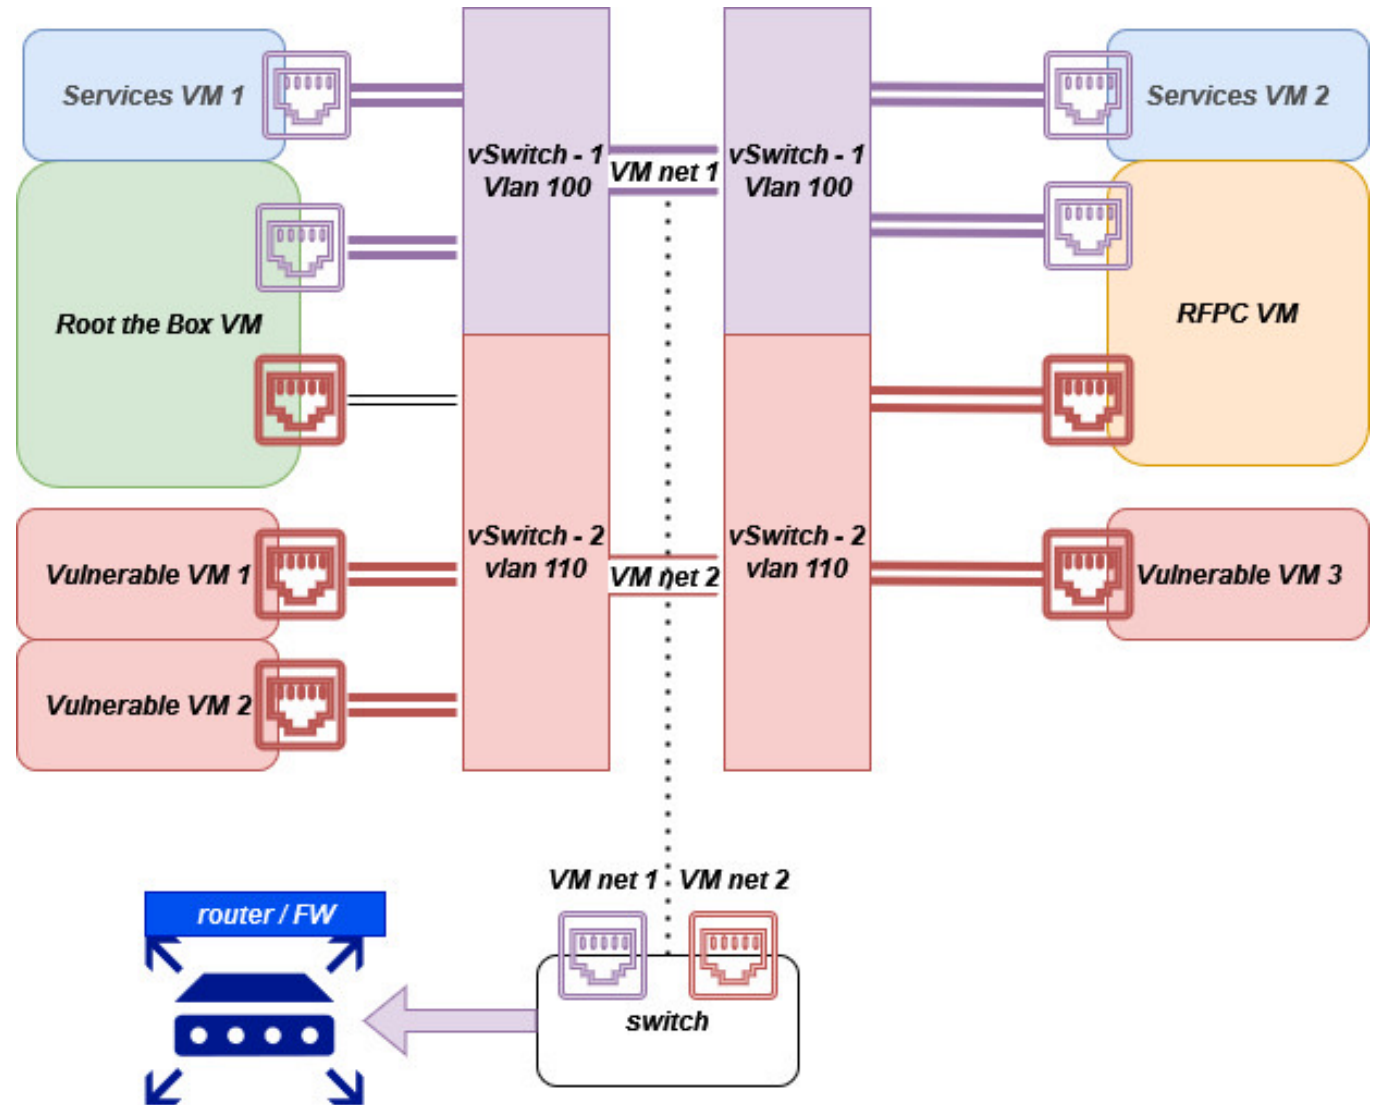 Services VM 1
Services VM 2
vSwitch - 1
Vlan 100
VM net 1
vSwitch - 1
Vlan 100
Root the Box VM
RFPC VM
vSwitch - 2
vlan 110
VM net 2
vSwitch - 2
vlan 110
Vulnerable VM 1
Vulnerable VM 3
Vulnerable VM 2
VM net 1
VM net 2
router / FW
switch